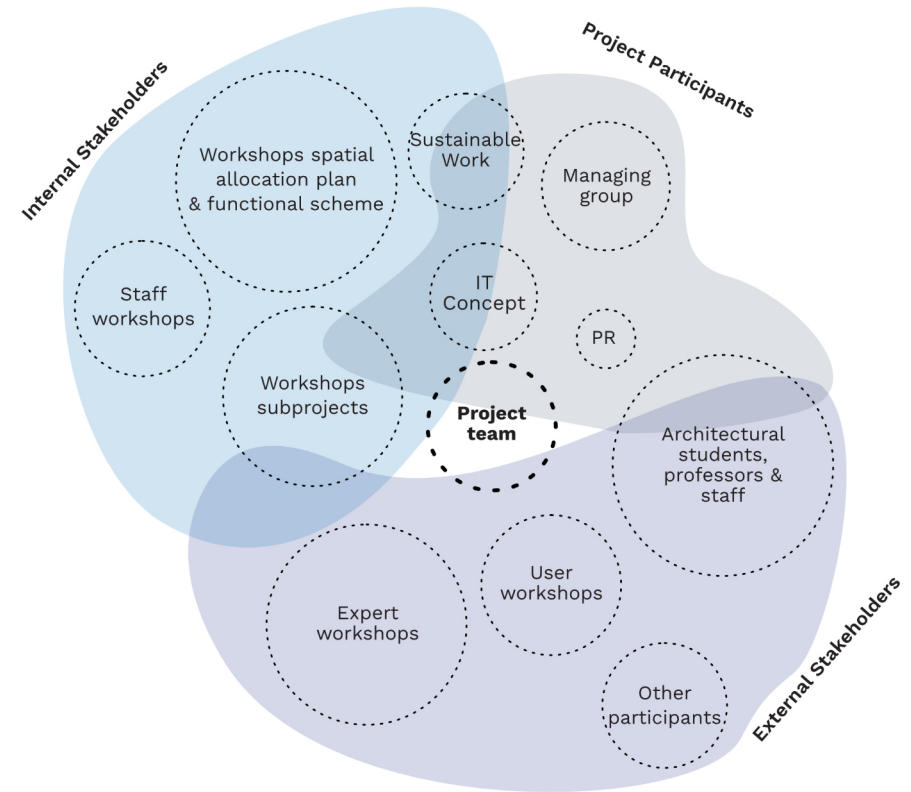 Project Participants
Internal Stakeholders
Sustainable
Work
Workshops spatial
allocation plan
& functional scheme
Managing
group
Staff
workshops
IT
Concept
PR
Workshops
subprojects
Project
team
Architectural
students,
professors &
staff
User
workshops
Expert
workshops
Other
participants
External Stakeholders